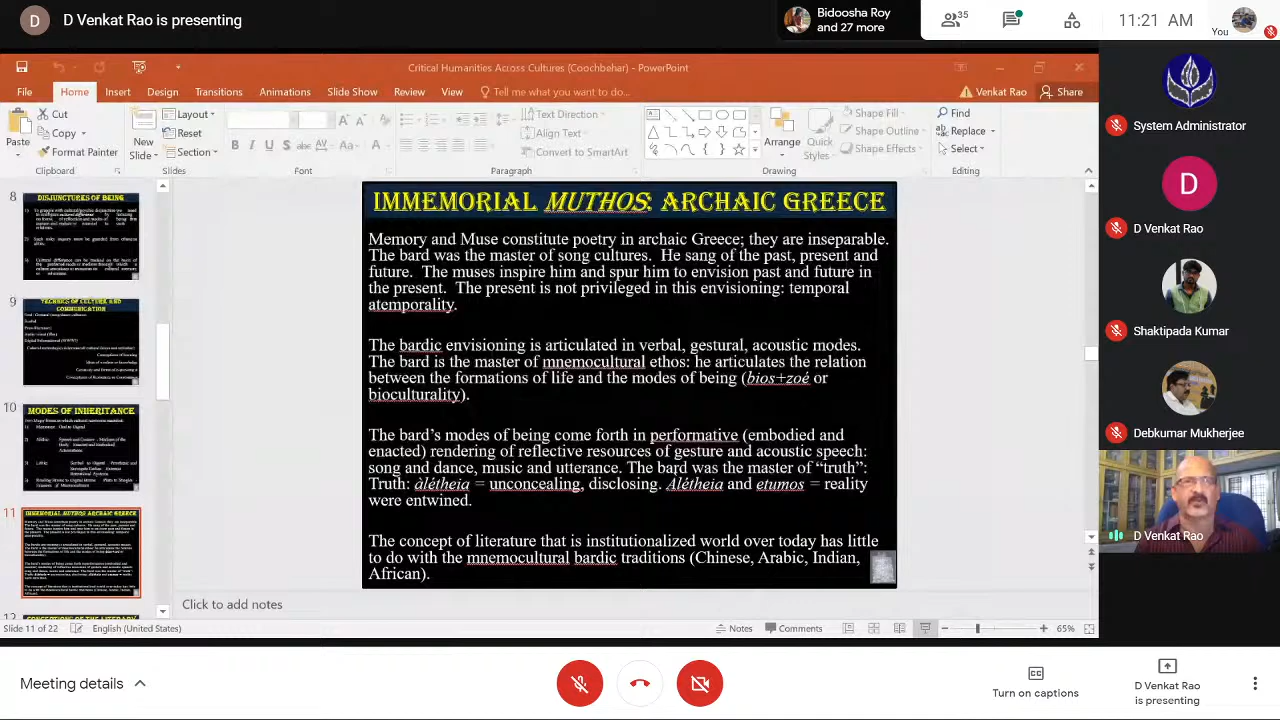 D Venkat Rao is presenting
Bidoosha Roy
and 27 more
35
11:21 AM
You
Critical Humanities Across Cultures (Coochbehar) - PowerPoint
File Home Insert Design Transitions Animations Slide Show Review View Tell me what you want to do... Venkat Rao Share
Paste
Cut
Copy
Format Painter
Clipboard
New
Slide
Layout
Reset
Section
Slides
Font
Text Direction
Align Text
Convert to SmartArt
Paragraph
Arrange
Quick
Styles
Shape Fill
Shape Outline
Shape Effects
Drawing
Find
Replace
Select
Editing
8
DISJUNCTURES OF BEING
9
TECHNICS OF CULTURE AND
COMMUNICATION
10
MODES OF INHERITANCE
11
IMMEMORIAL MUTHOS: ARCHAIC GREECE
12
CONCEPTIONS OF THE LITERARY
IMMEMORIAL MUTHOS: ARCHAIC GREECE
Memory and Muse orientate poetry in archaic Greece; they are inseparable.
The bard was the master of song cultures. He sang of the past, present and
future. The muses inspire him and spur him to envision past and future in
the present. The present is not privileged in this envisioning: temporal
atemporality.
The bardic envisioning is articulated in verbal, gestural, acoustic modes.
The bard is the master of mnemocultural ethos: he articulates the relation
between the formations of life and the modes of being (bios+zoe or
bioculturality).
The bard's modes of being come forth in performative (embodied and
enacted) rendering of reflective resources of gesture and acoustic-speech:
song and dance, music and utterance. The bard was the master of "truth":
Truth: àlétheia = unconcealing, disclosing. Alétheia and etumos = reality
were entwined.
The concept of literature that is institutionalized world over today has little
to do with the mnemocultural bardic traditions (Chinese, Iranic, Indian
African).
Click to add notes
Slide 11 of 22 English (United States) Notes Comments 65%
System Administrator
D
D Venkat Rao
Shaktipada Kumar
Debkumar Mukherjee
D Venkat Rao
Meeting details
Turn on captions
D Venkat Rao
is presenting